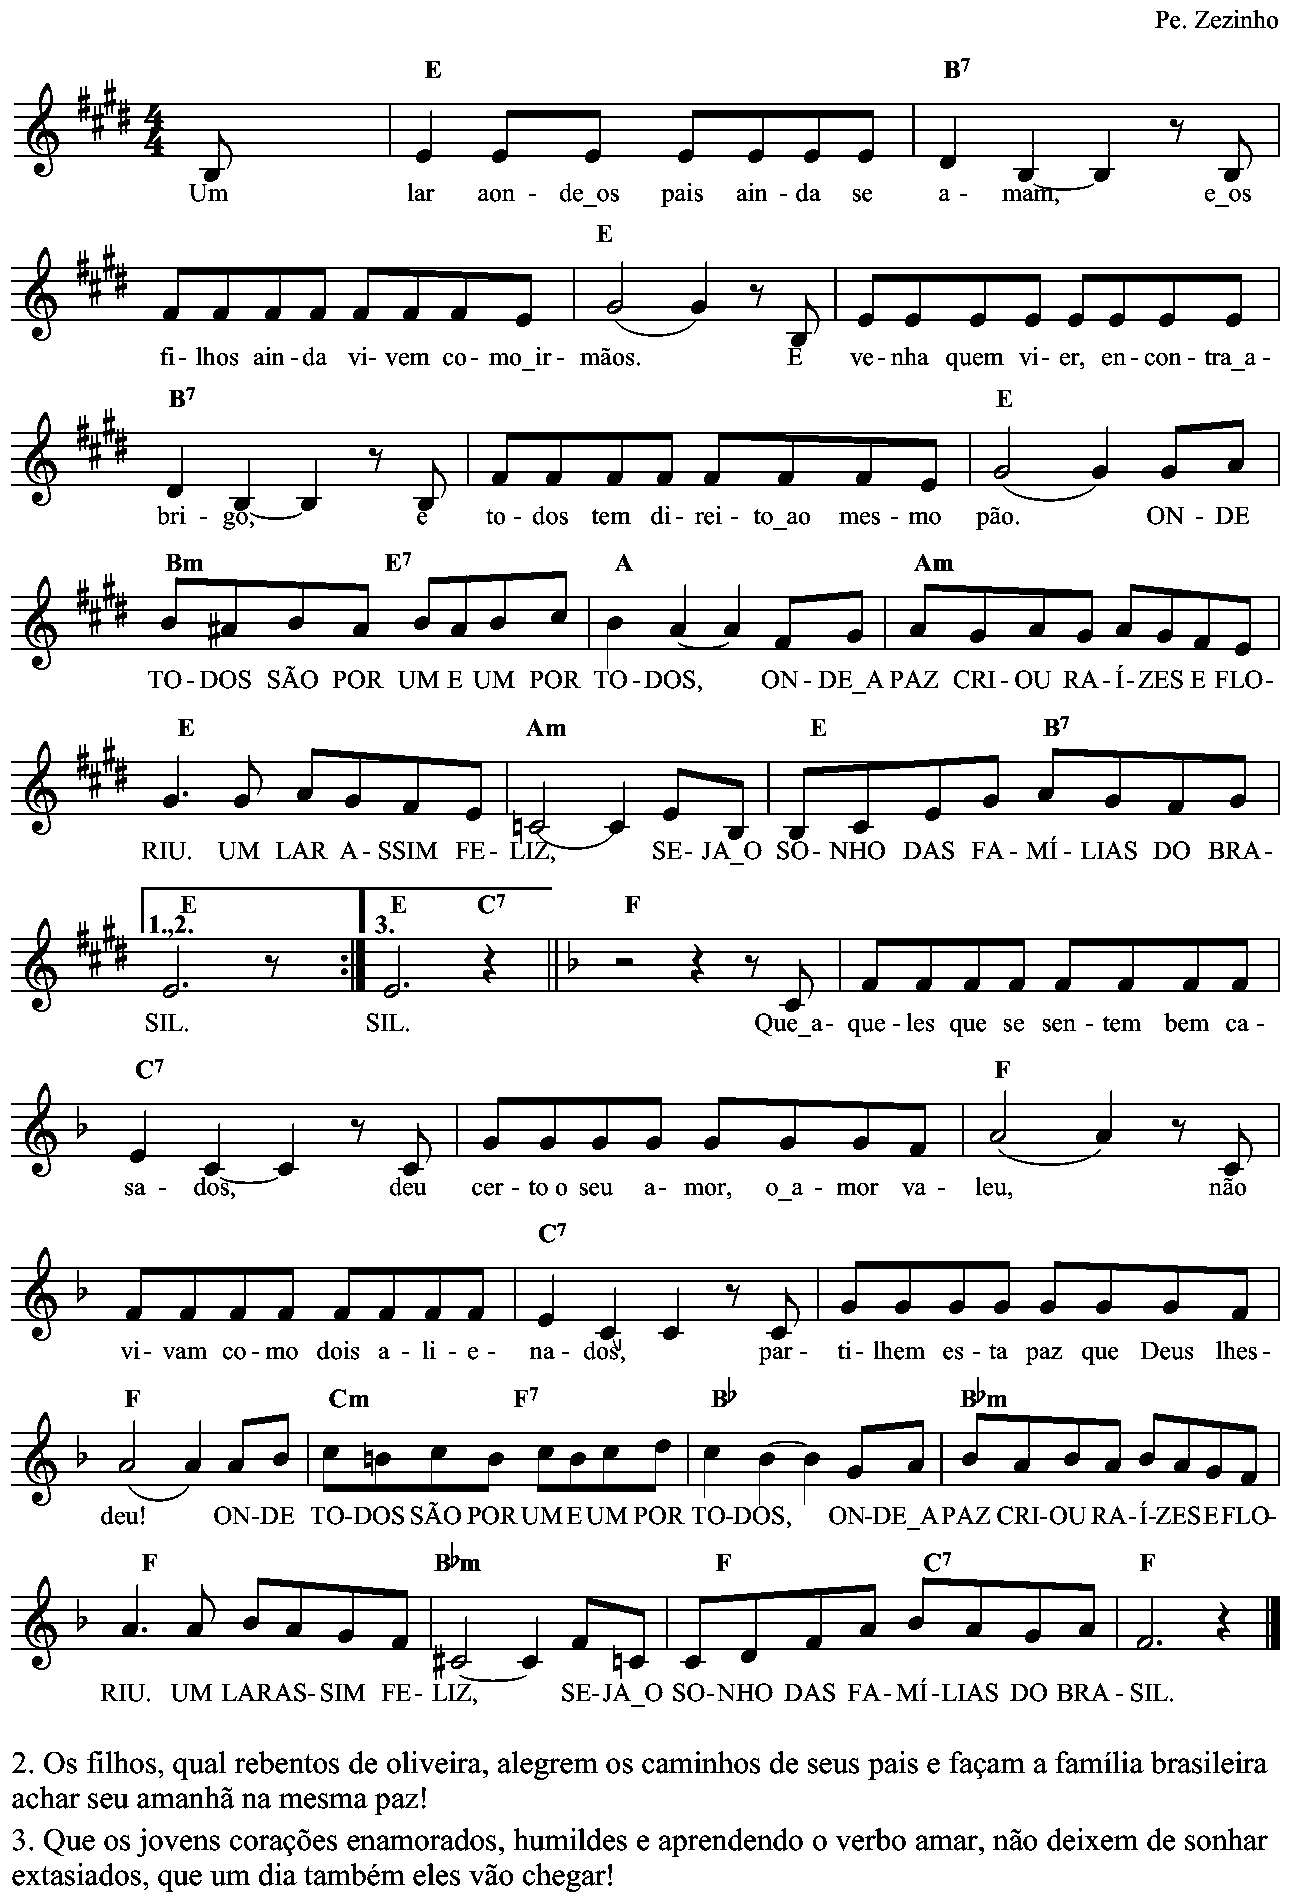 Pe. Zezinho
E B7
4 4
Um lar aon - de_os pais ain - da se a - mam, e_os
E
fi - lhos ain - da vi - vem co - mo_ir - mãos. E ve - nha quem vi - er, en - con - tra_a -
B7 E
bri - go, e to - dos tem di - rei - to_ao mes - mo pão. ON - DE
Bm E7 A Am
TO - DOS SÃO POR UM E UM POR TO - DOS, ON - DE_A PAZ CRI - OU RA - Í - ZES E FLO -
E Am E B7
RIU. UM LAR A - SSIM FE - LIZ, SE - JA_O SO - NHO DAS FA - MÍ - LIAS DO BRA -
E E C7 F
1.,2. 3.
SIL. SIL. Que_a - que - les que se sen - tem bem ca -
C7 F
sa - dos, deu cer - to o seu a - mor, o_a - mor va - leu, não
C7
vi - vam co - mo dois a - li - e - na - dos, par - ti - lhem es - ta paz que Deus lhes -
F Cm F7 B♭ B♭m
deu! ON - DE TO - DOS SÃO POR UM E UM POR TO - DOS, ON - DE_A PAZ CRI - OU RA - Í - ZES E FLO -
F B♭m F C7 F
RIU. UM LAR AS - SIM FE - LIZ, SE - JA_O SO - NHO DAS FA - MÍ - LIAS DO BRA - SIL.
2. Os filhos, qual rebentos de oliveira, alegrem os caminhos de seus pais e façam a família brasileira
achar seu amanhã na mesma paz!
3. Que os jovens corações enamorados, humildes e aprendendo o verbo amar, não deixem de sonhar
extasiados, que um dia também eles vão chegar!